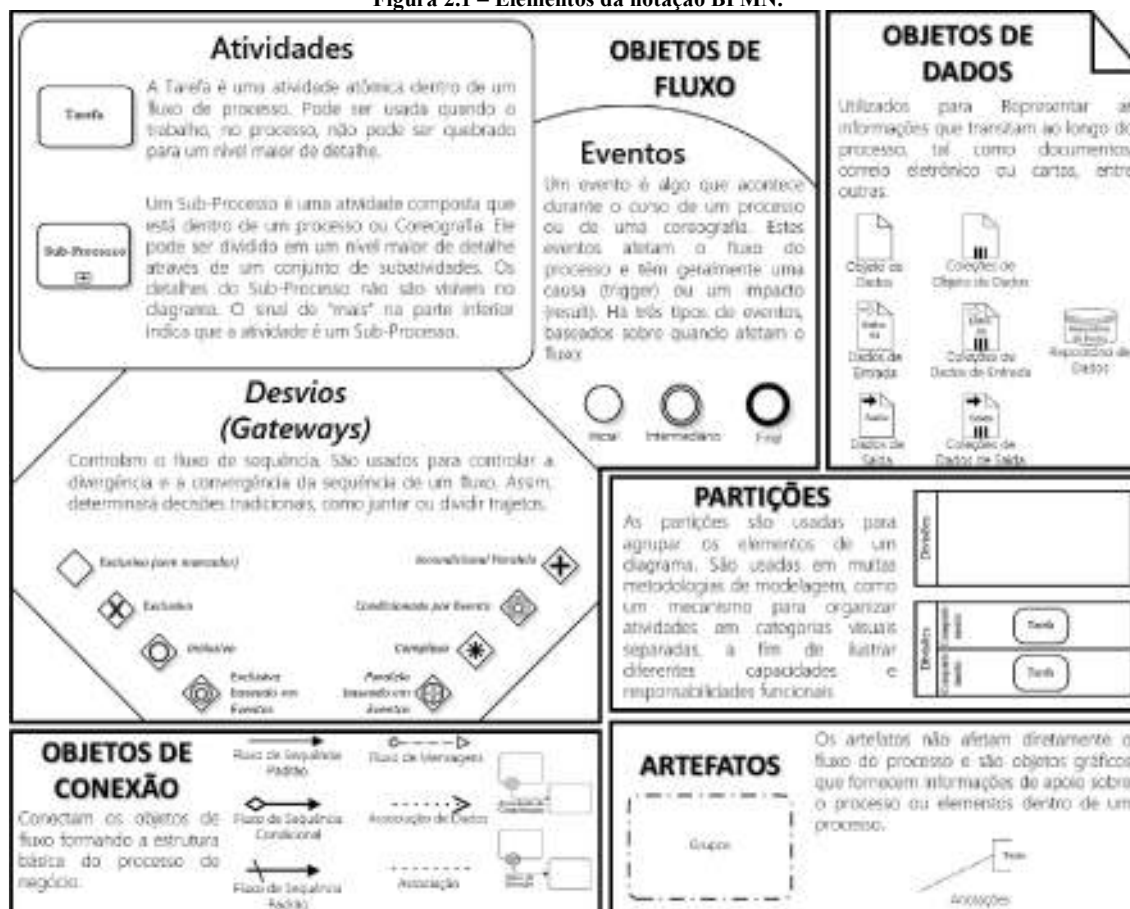 Figura 2.1 – Elementos da notação BPMN.
Atividades
Tarefa
A Tarefa é uma atividade atômica dentro de um
fluxo de processo. Pode ser usada quando o
trabalho, no processo, não pode ser quebrado
para um nível maior de detalhe.
Sub-Processo
Um Sub-Processo é uma atividade composta que
está dentro de um processo ou Coreografia. Ele
pode ser dividido em um nível maior de detalhe
através de um conjunto de subatividades. Os
detalhes do Sub-Processo não são visíveis no
diagrama. O sinal de "mais" na parte inferior
indica que a atividade é um Sub-Processo.
OBJETOS DE
FLUXO
Eventos
Um evento é algo que acontece
durante o curso de um processo
ou de uma coreografia. Estes
eventos afetam o fluxo do
processo e têm geralmente uma
causa (trigger) ou um impacto
(result). Há três tipos de eventos,
baseados sobre quando afetam o
fluxo:
Inicial
Intermediário
Final
OBJETOS DE
DADOS
Utilizados para Representar as
informações que transitam ao longo do
processo, tal como documentos,
correio eletrônico ou cartas, entre
outras.
Objeto de
Dados
Coleções de
Objeto de Dados
Dados de
Entrada
Coleções de
Dados de Entrada
Repositório de
Dados
Dados de
Saída
Coleções de
Dados de Saída
Desvios
(Gateways)
Controlam o fluxo de sequência. São usados para controlar a
divergência e a convergência da sequência de um fluxo. Assim,
determinará decisões tradicionais, como juntar ou dividir trajetos.
Exclusivo (sem marcador)
Exclusivo
Inclusivo
Exclusivo
baseado em
Eventos
Incondicional Paralelo
Condicionado por Evento
Complexo
Paralelo
baseado em
Eventos
PARTIÇÕES
As partições são usadas para
agrupar os elementos de um
diagrama. São usadas em muitas
metodologias de modelagem, como
um mecanismo para organizar
atividades em categorias visuais
separadas, a fim de ilustrar
diferentes capacidades e
responsabilidades funcionais
Divisões
Divisões
Tarefa
Tarefa
OBJETOS DE
CONEXÃO
Conectam os objetos de
fluxo formando a estrutura
básica do processo de
negócio.
Fluxo de Sequência
Padrão
Fluxo de Sequência
Condicional
Fluxo de Sequência
Padrão
Fluxo de Mensagem
Associação de Dados
Associação
ARTEFATOS
Grupos
Os artefatos não afetam diretamente o
fluxo do processo e são objetos gráficos
que fornecem informações de apoio sobre
o processo ou elementos dentro de um
processo.
Texto
Anotações